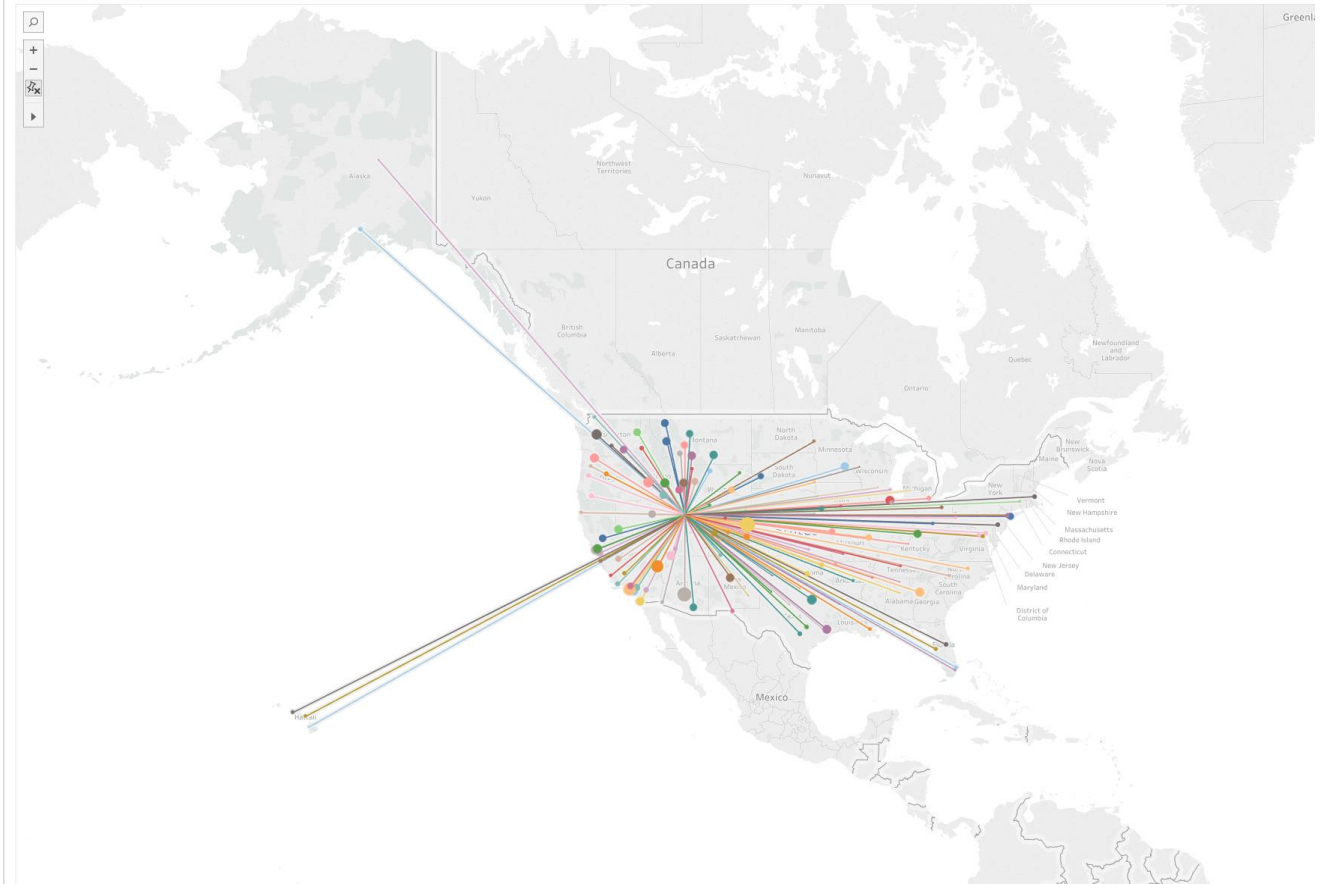 Greenl
Alaska
Northwest
Territories
Nunavut
Yukon
Canada
British
Columbia
Alberta
Saskatchewan
Manitoba
Ontario
Quebec
Newfoundland
and
Labrador
North
Dakota
Minnesota
South
Dakota
Wisconsin
Michigan
New
York
Maine
New
Brunswick
Nova
Scotia
Vermont
New Hampshire
Massachusetts
Rhode Island
Connecticut
New Jersey
Delaware
Maryland
District of
Columbia
Kentucky
Virginia
South
Carolina
Alabama
Georgia
Mexico
Hawaii